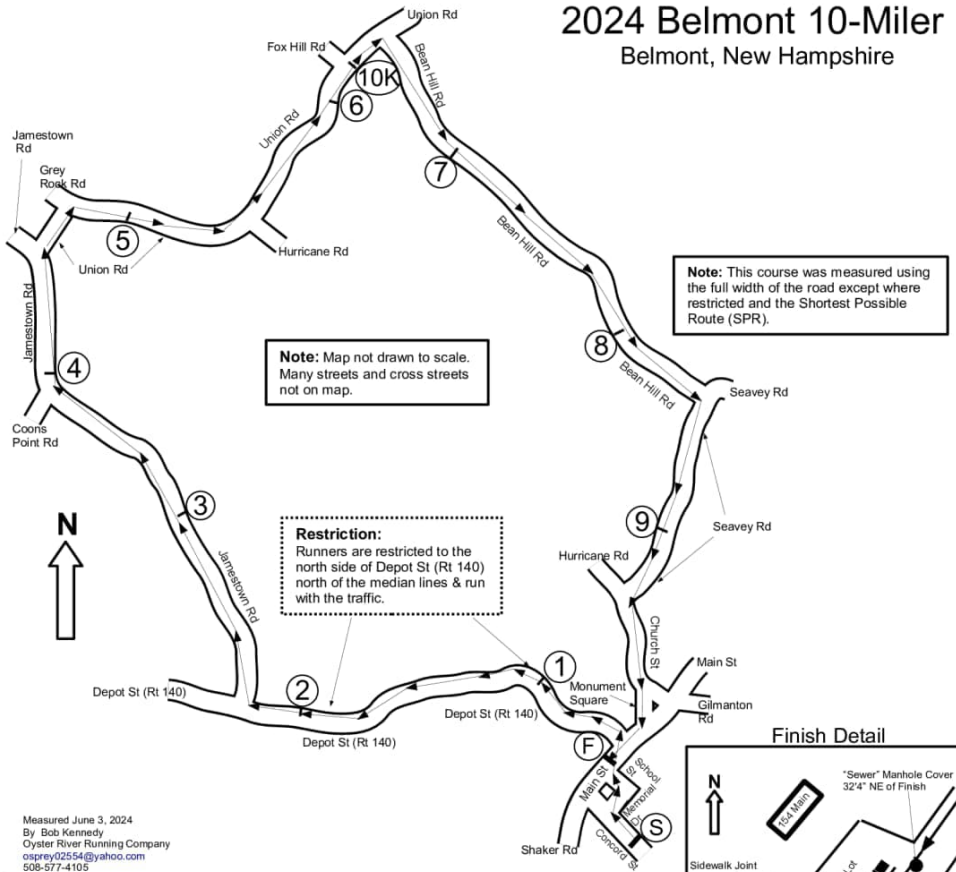 2024 Belmont 10-Miler
Belmont, New Hampshire
Union Rd
Fox Hill Rd
10K
Bean Hill Rd
6
Union Rd
Jamestown
Rd
7
Grey
Rock Rd
5
Bean Hill Rd
Hurricane Rd
Union Rd
Note: This course was measured using
the full width of the road except where
restricted and the Shortest Possible
Route (SPR).
Jamestown Rd
8
Note: Map not drawn to scale.
Many streets and cross streets
not on map.
4
Bean Hill Rd
Seavey Rd
Coons
Point Rd
3
N
9
Seavey Rd
Restriction:
Runners are restricted to the
north side of Depot St (Rt 140)
north of the median lines & run
with the traffic.
Hurricane Rd
Jamestown Rd
Church St
Main St
1
Monument
Square
Depot St (Rt 140)
2
Depot St (Rt 140)
Gilmanton
Rd
Depot St (Rt 140)
F
School
St
Main St
Memorial
Dr
S
Concord St
Shaker Rd
Finish Detail
N
"Sewer" Manhole Cover
32'4" NE of Finish
154 Main
Sidewalk Joint
Lot
Measured June 3, 2024
By Bob Kennedy
Oyster River Running Company
osprey02554@yahoo.com
508-577-4105